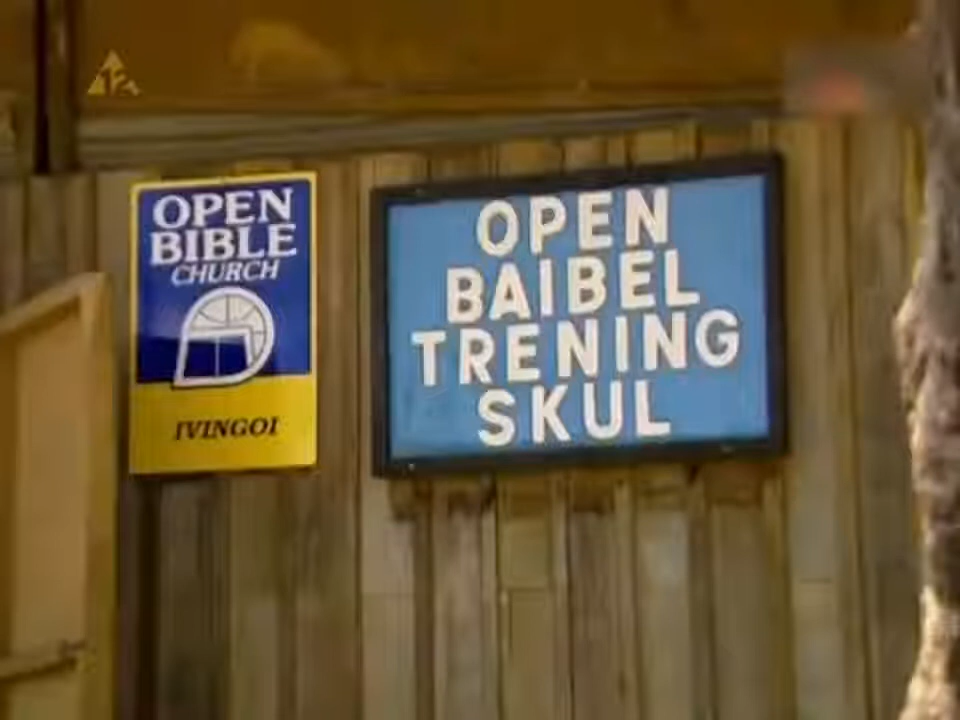 OPEN
BIBLE
CHURCH
IVINGOI
OPEN
BAIBEL
TRENING
SKUL